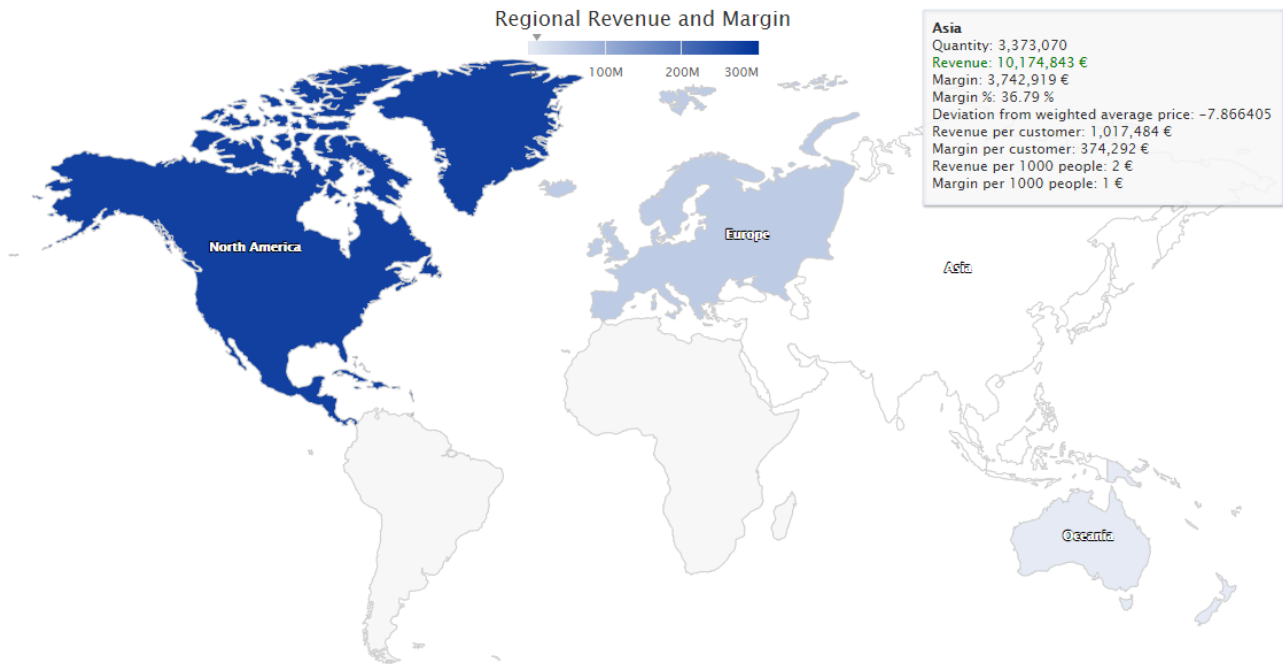 Regional Revenue and Margin
100M 200M 300M
Asia
Quantity: 3,373,070
Revenue: 10,174,843 €
Margin: 3,742,919 €
Margin %: 36.79 %
Deviation from weighted average price: -7.866405
Revenue per customer: 1,017,484 €
Margin per customer: 374,292 €
Revenue per 1000 people: 2 €
Margin per 1000 people: 1 €
North America
Europe
Asia
Oceania